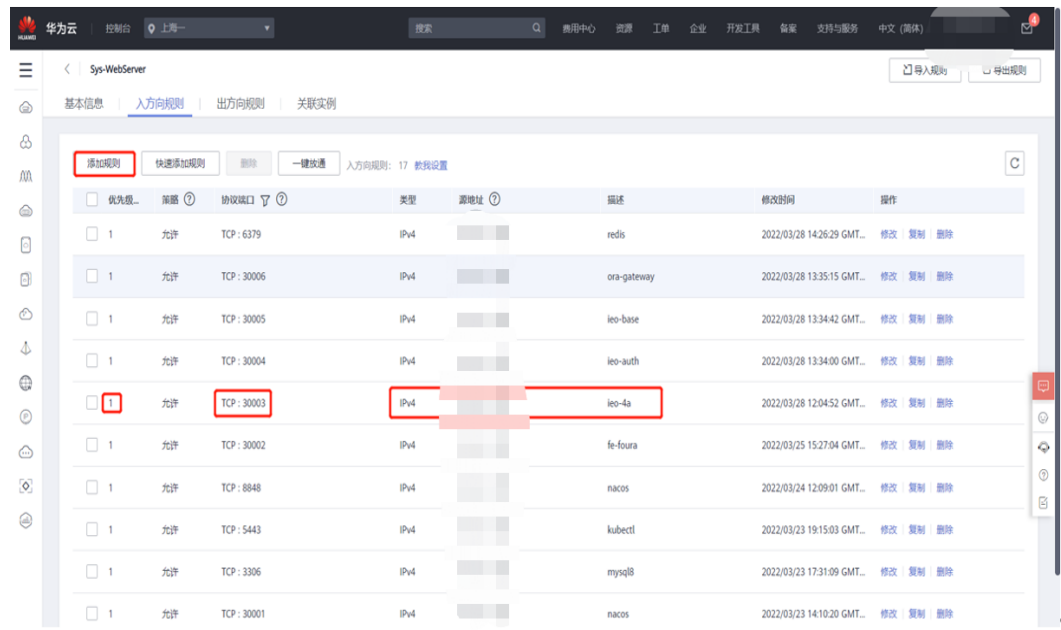 HUAWEI 华为云 控制台 上海一 搜索 费用中心 资源 工单 企业 开发工具 备案 支持与服务 中文 (简体) 4
Sys-WebServer 导入规则 导出规则
基本信息 入方向规则 出方向规则 关联实例
添加规则 快速添加规则 删除 一键放通 入方向规则: 17 教我设置
优先级... 策略 协议端口 类型 源地址 描述 修改时间 操作
1 允许 TCP : 6379 IPv4 redis 2022/03/28 14:26:29 GMT... 修改 复制 删除
1 允许 TCP : 30006 IPv4 ora-gateway 2022/03/28 13:35:15 GMT... 修改 复制 删除
1 允许 TCP : 30005 IPv4 ieo-base 2022/03/28 13:34:42 GMT... 修改 复制 删除
1 允许 TCP : 30004 IPv4 ieo-auth 2022/03/28 13:34:00 GMT... 修改 复制 删除
1 允许 TCP : 30003 IPv4 ieo-4a 2022/03/28 12:04:52 GMT... 修改 复制 删除
1 允许 TCP : 30002 IPv4 fe-foura 2022/03/25 15:27:04 GMT... 修改 复制 删除
1 允许 TCP : 8848 IPv4 nacos 2022/03/24 12:09:01 GMT... 修改 复制 删除
1 允许 TCP : 5443 IPv4 kubectl 2022/03/23 19:15:03 GMT... 修改 复制 删除
1 允许 TCP : 3306 IPv4 mysql8 2022/03/23 17:31:09 GMT... 修改 复制 删除
1 允许 TCP : 30001 IPv4 nacos 2022/03/23 14:10:20 GMT... 修改 复制 删除